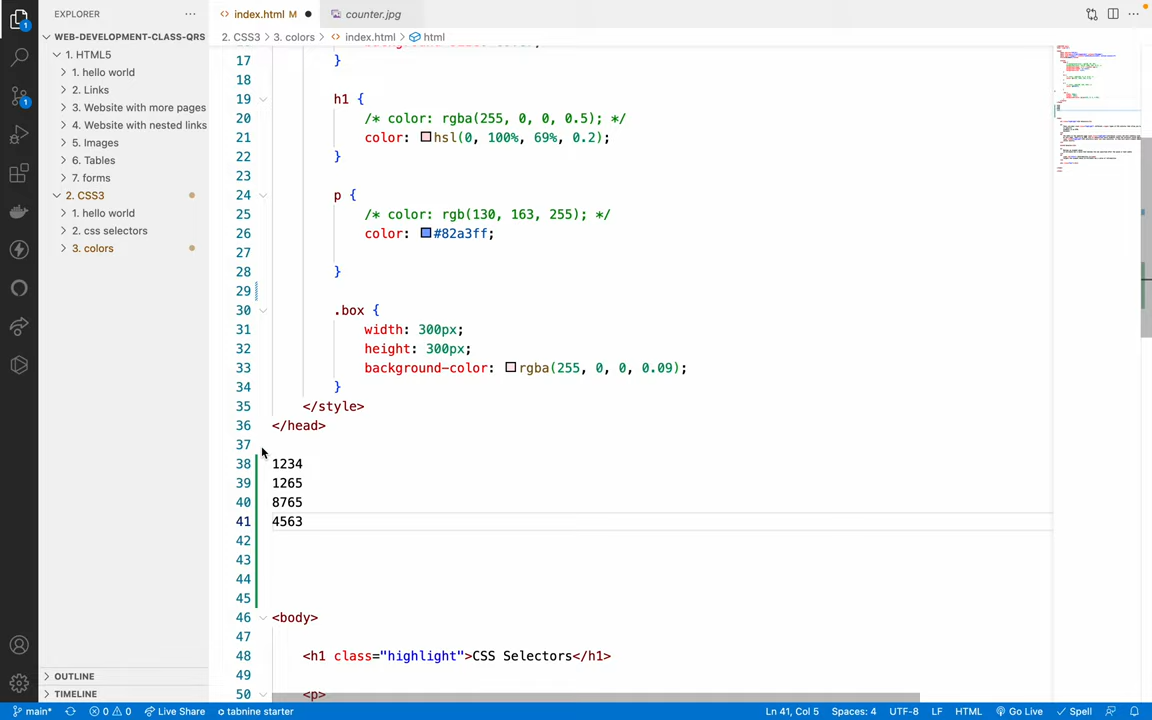 EXPLORER ···
index.html M
counter.jpg
WEB-DEVELOPMENT-CLASS-QRS
2. CSS3 > 3. colors > index.html > html
1. HTML5
1. hello world
2. Links
3. Website with more pages
4. Website with nested links
5. Images
6. Tables
7. forms
2. CSS3
1. hello world
2. css selectors
3. colors
17 }
18
19 h1 {
20 /* color: rgba(255, 0, 0, 0.5); */
21 color: hsl(0, 100%, 69%, 0.2);
22 }
23
24 p {
25 /* color: rgb(130, 163, 255); */
26 color: #82a3ff;
27
28 }
29
30 .box {
31 width: 300px;
32 height: 300px;
33 background-color: rgba(255, 0, 0, 0.09);
34 }
35 </style>
36 </head>
37
38 1234
39 1265
40 8765
41 4563
42
43
44
45
46 <body>
47
48 <h1 class="highlight">CSS Selectors</h1>
49
50 <p>
OUTLINE
TIMELINE
main* 0 0 Live Share tabnine starter Ln 41, Col 5 Spaces: 4 UTF-8 LF HTML Go Live Spell